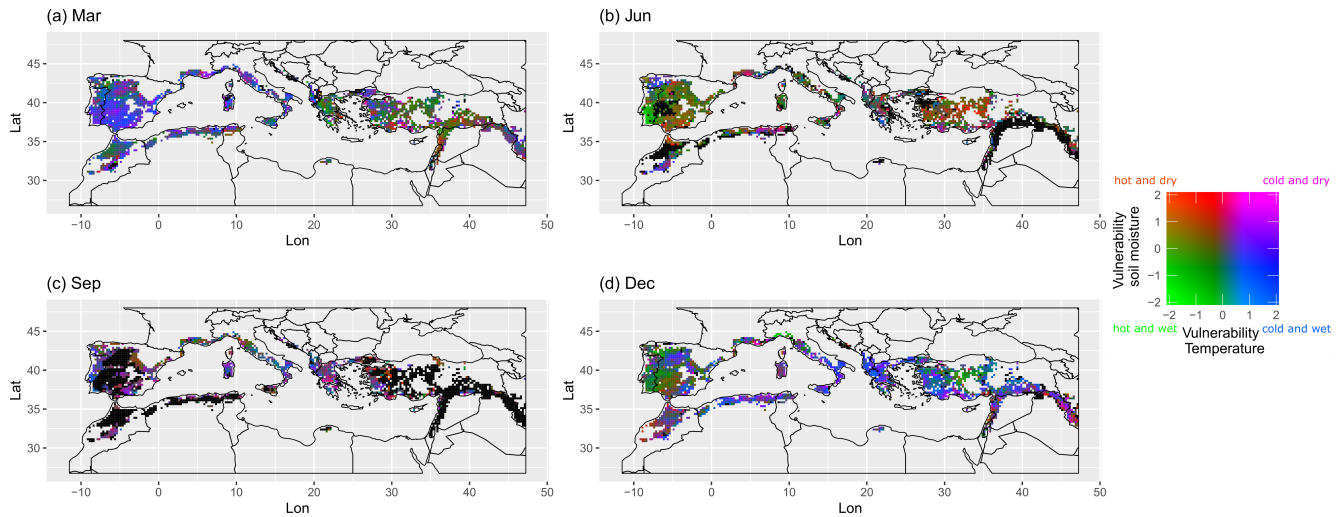 (a) Mar
45
40
35
30
Lat
−10
0
10
20
30
40
50
Lon
(b) Jun
45
40
35
30
Lat
−10
0
10
20
30
40
50
Lon
(c) Sep
45
40
35
30
Lat
−10
0
10
20
30
40
50
Lon
(d) Dec
45
40
35
30
Lat
−10
0
10
20
30
40
50
Lon
hot and dry
cold and dry
Vulnerability
soil moisture
2
1
0
−1
−2
−2
−1
0
1
2
hot and wet
cold and wet
Vulnerability
Temperature